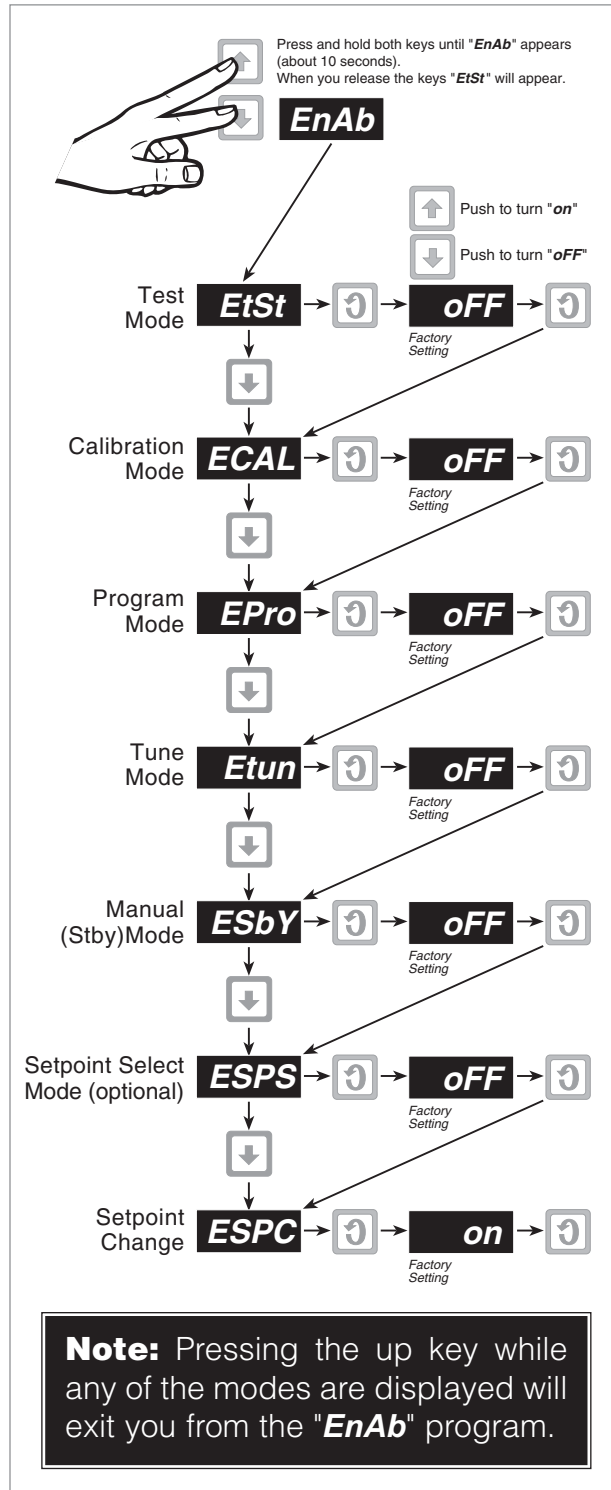 Press and hold both keys until "EnAb" appears
(about 10 seconds).
When you release the keys "EtSt" will appear.
EnAb
Push to turn "on"
Push to turn "oFF"
Test
Mode
EtSt
oFF
Factory
Setting
Calibration
Mode
ECAL
oFF
Factory
Setting
Program
Mode
EPro
oFF
Factory
Setting
Tune
Mode
Etun
oFF
Factory
Setting
Manual
(Stby)Mode
ESbY
oFF
Factory
Setting
Setpoint Select
Mode (optional)
ESPS
oFF
Factory
Setting
Setpoint
Change
ESPC
on
Factory
Setting
Note: Pressing the up key while
any of the modes are displayed will
exit you from the "EnAb" program.